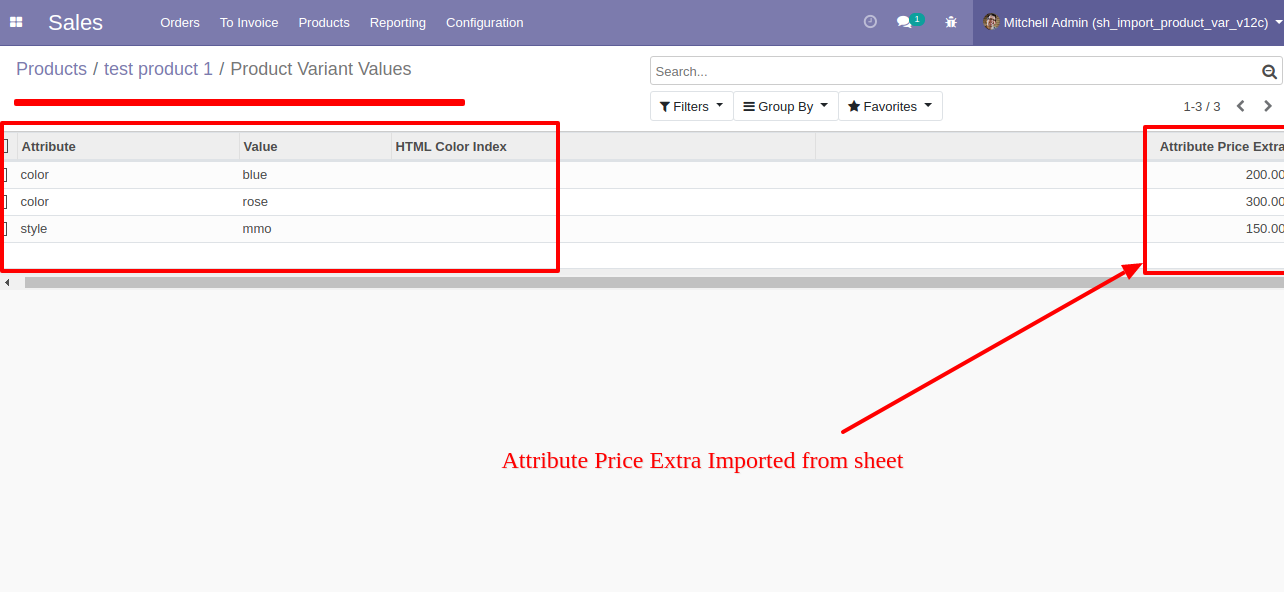 Sales Orders To Invoice Products Reporting Configuration 1 Mitchell Admin (sh_import_product_var_v12c)
Products / test product 1 / Product Variant Values
Search...
Filters Group By Favorites 1-3 / 3
Attribute Value HTML Color Index Attribute Price Extra
color blue 200.00
color rose 300.00
style mmo 150.00
Attribute Price Extra Imported from sheet